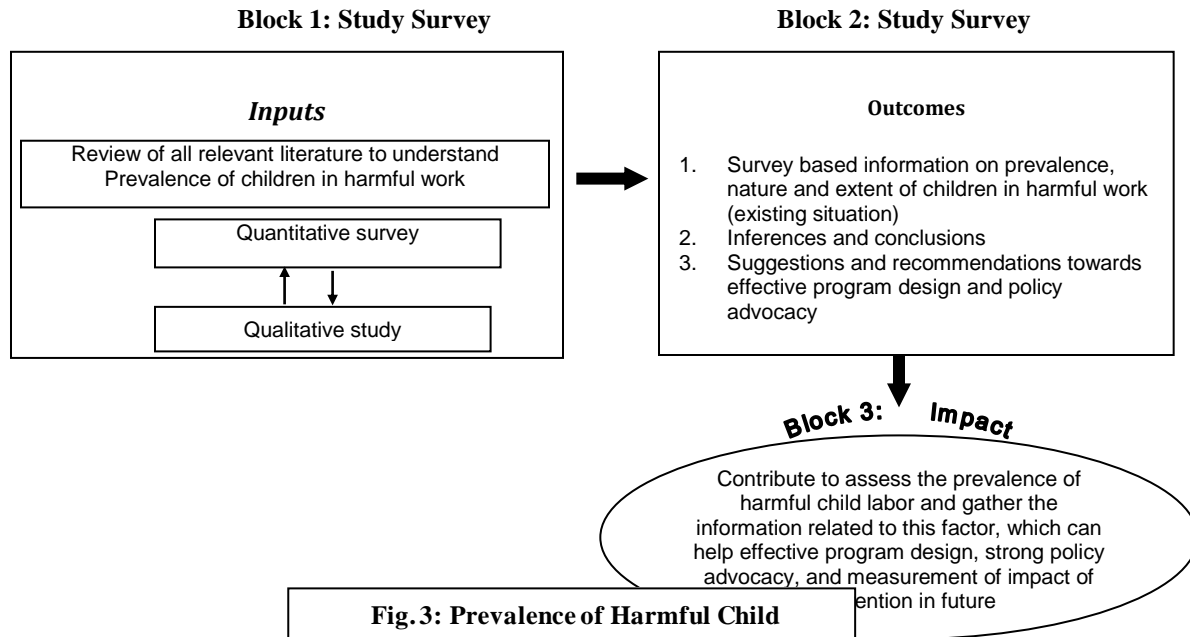 Block 1: Study Survey
Inputs
Review of all relevant literature to understand
Prevalence of children in harmful work
Quantitative survey
Qualitative study
Block 2: Study Survey
Outcomes
1. Survey based information on prevalence,
nature and extent of children in harmful work
(existing situation)
2. Inferences and conclusions
3. Suggestions and recommendations towards
effective program design and policy
advocacy
Block 3: Impact
Contribute to assess the prevalence of
harmful child labor and gather the
information related to this factor, which can
help effective program design, strong policy
advocacy, and measurement of impact of
ention in future
Fig. 3: Prevalence of Harmful Child